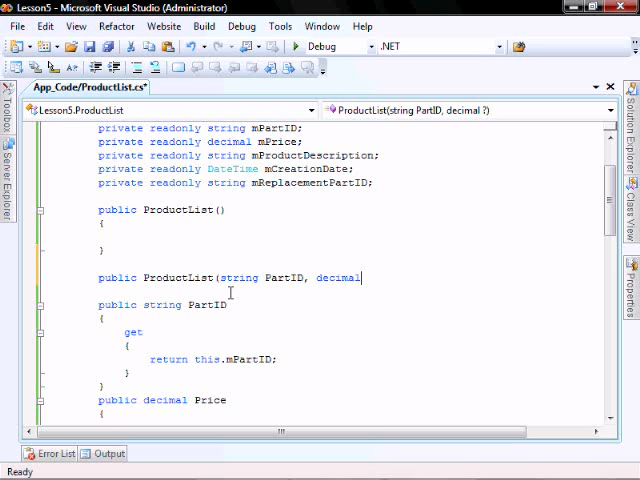 Lesson5 - Microsoft Visual Studio (Administrator)
File Edit View Refactor Website Build Debug Tools Window Help
Debug .NET
App_Code/ProductList.cs*
Lesson5.ProductList ProductList(string PartID, decimal ?)
private readonly string mPartID;
private readonly decimal mPrice;
private readonly string mProductDescription;
private readonly DateTime mCreationDate;
private readonly string mReplacementPartID;
public ProductList()
{
}
public ProductList(string PartID, decimal
public string PartID
{
get
{
return this.mPartID;
}
}
public decimal Price
{
Toolbox
Server Explorer
Solution Explorer
Class View
Properties
Error List Output
Ready